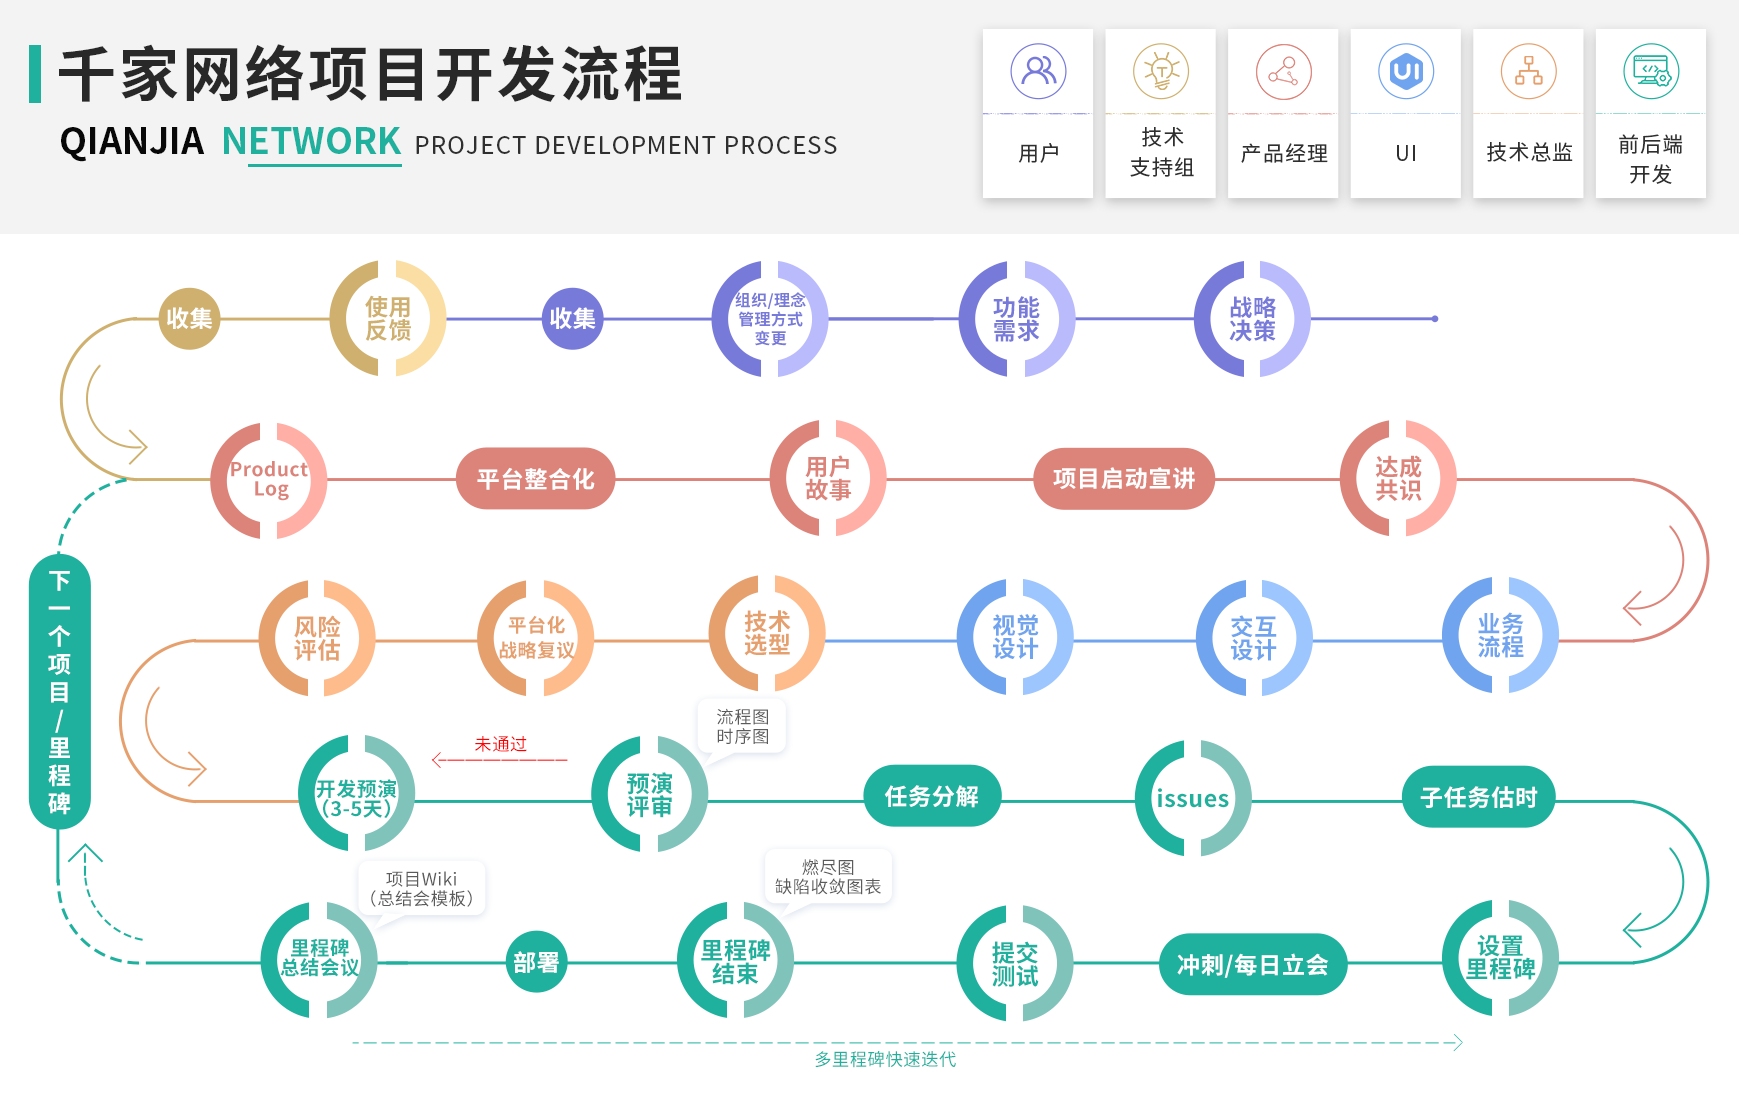 千家网络项目开发流程
QIANJIA NETWORK PROJECT DEVELOPMENT PROCESS
用户
技术
支持组
产品经理
UI
UI
技术总监
前后端
开发
收集
使用
反馈
收集
组织/理念
管理方式
变更
功能
需求
战略
决策
Product
Log
平台整合化
用户
故事
项目启动宣讲
达成
共识
下一个项目/里程碑
风险
评估
平台化
战略复议
技术
选型
视觉
设计
交互
设计
业务
流程
开发预演
（3-5天）
未通过
预演
评审
流程图
时序图
任务分解
issues
子任务估时
里程碑
总结会议
项目Wiki
（总结会模板）
部署
里程碑
结束
燃尽图
缺陷收敛图表
提交
测试
冲刺/每日立会
设置
里程碑
多里程碑快速迭代